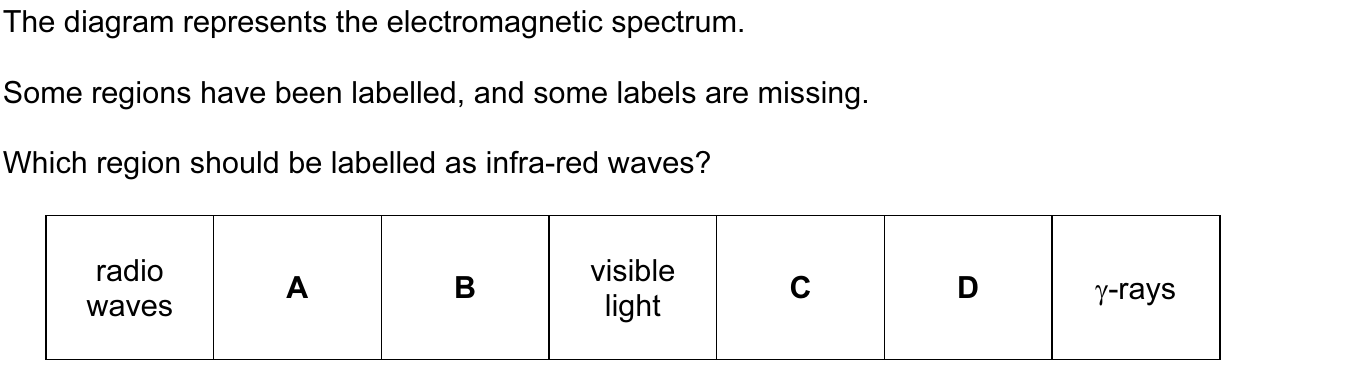 The diagram represents the electromagnetic spectrum.
Some regions have been labelled, and some labels are missing.
Which region should be labelled as infra-red waves?
radio
waves
A
B
visible
light
C
D
γ-rays